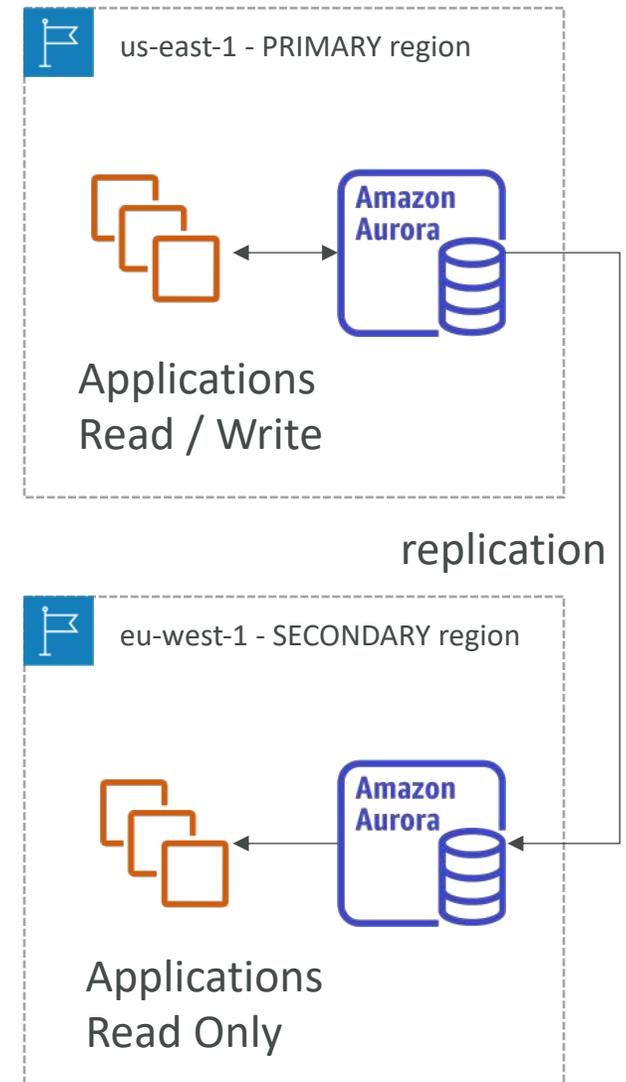 us-east-1 - PRIMARY region
Amazon
Aurora
Applications
Read / Write
replication
eu-west-1 - SECONDARY region
Amazon
Aurora
Applications
Read Only